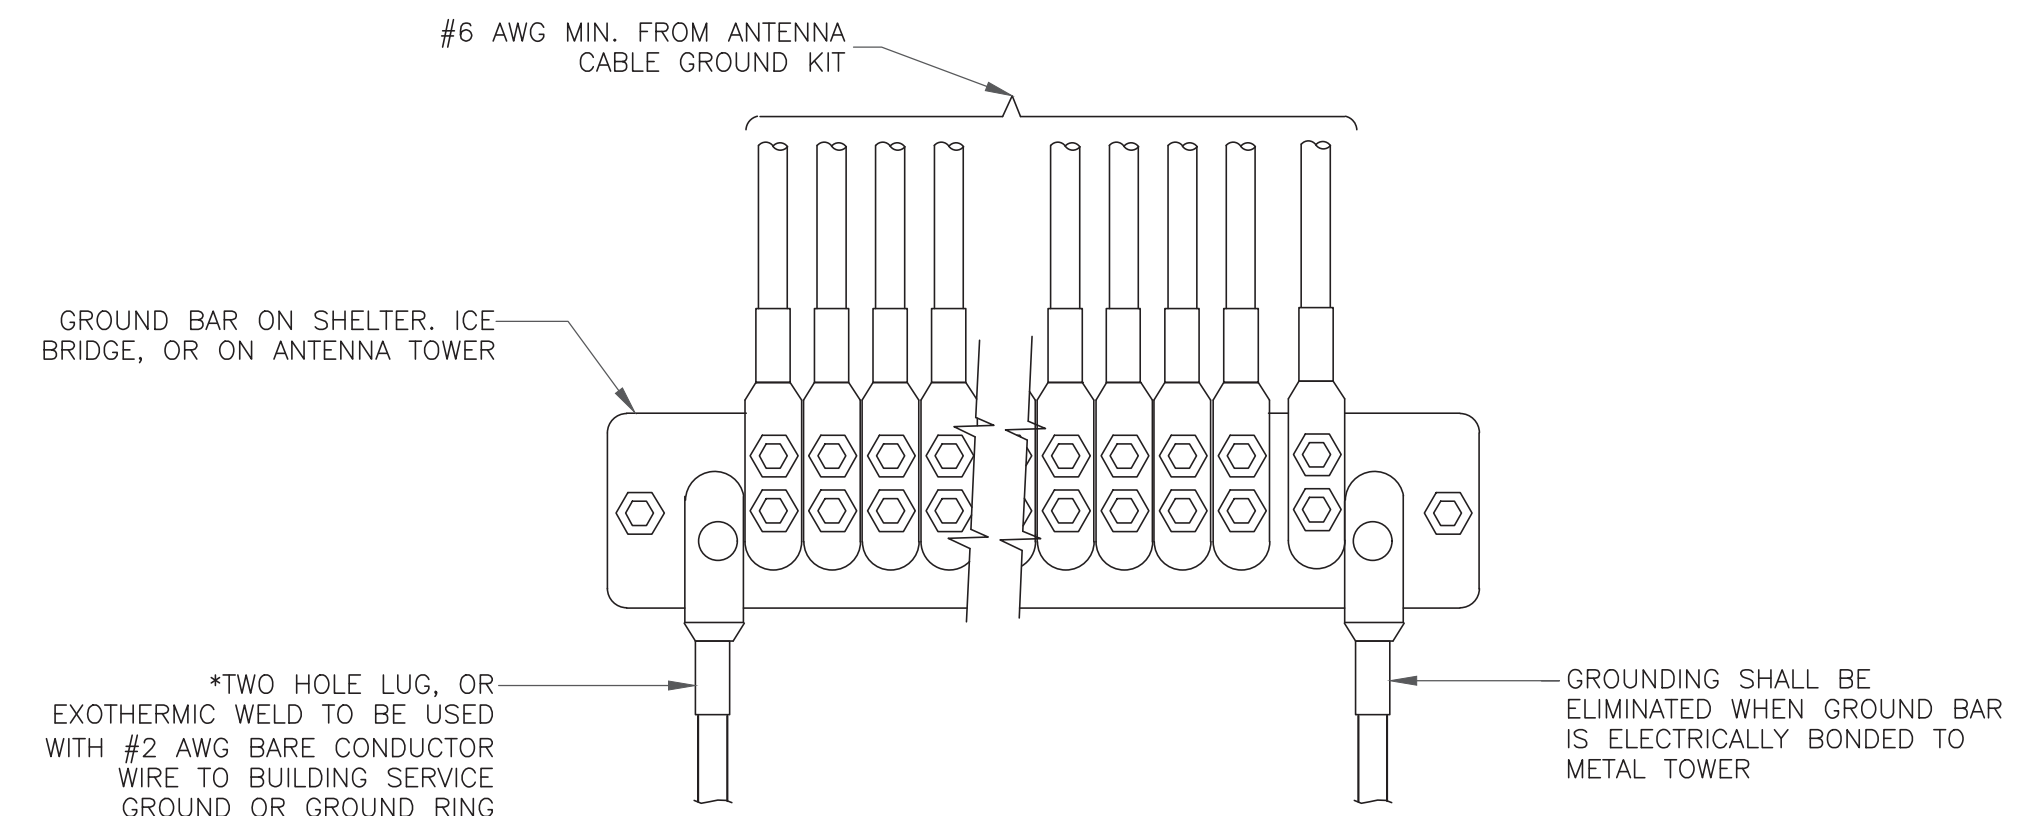 #6 AWG MIN. FROM ANTENNA
CABLE GROUND KIT
GROUND BAR ON SHELTER. ICE
BRIDGE, OR ON ANTENNA TOWER
*TWO HOLE LUG, OR
EXOTHERMIC WELD TO BE USED
WITH #2 AWG BARE CONDUCTOR
WIRE TO BUILDING SERVICE
GROUND OR GROUND RING
GROUNDING SHALL BE
ELIMINATED WHEN GROUND BAR
IS ELECTRICALLY BONDED TO
METAL TOWER